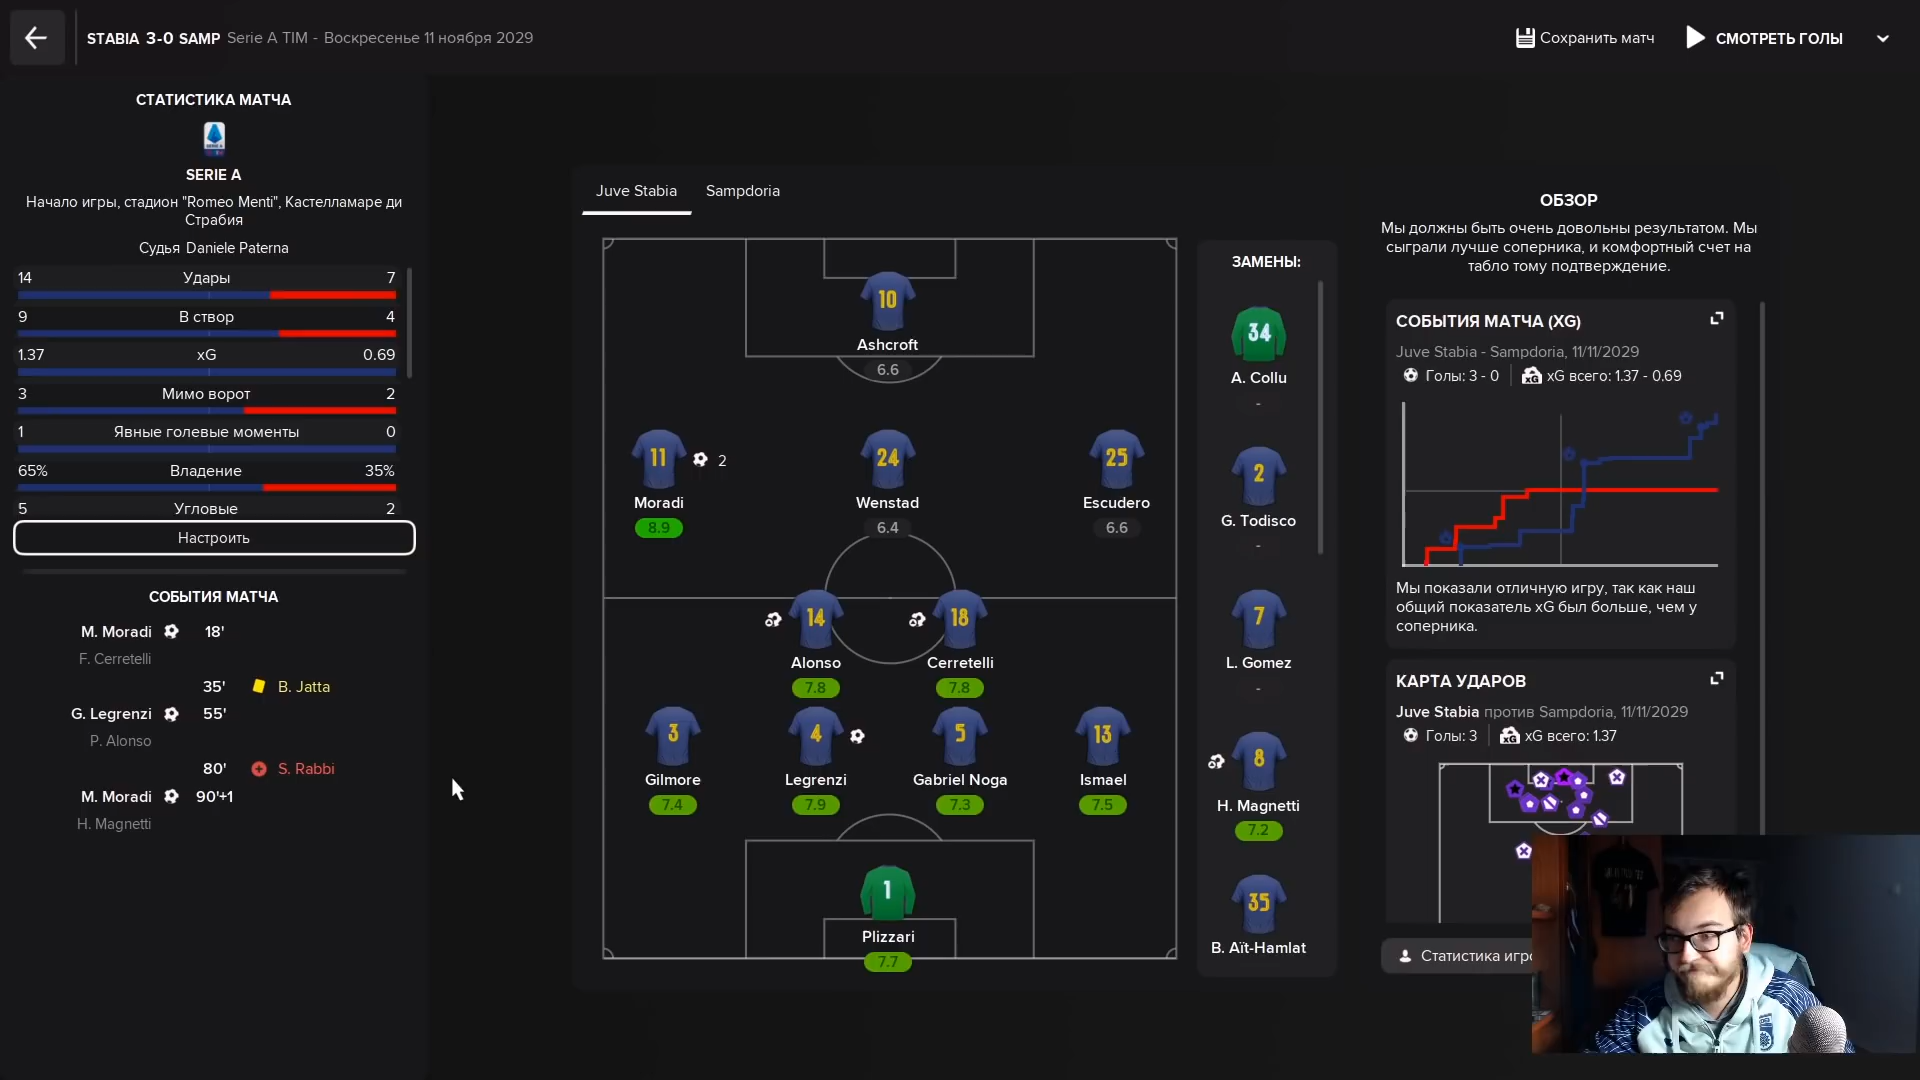 STABIA 3-0 SAMP Serie A TIM - Воскресенье 11 ноября 2029
Сохранить матч
СМОТРЕТЬ ГОЛЫ
СТАТИСТИКА МАТЧА
SERIE A
Начало игры, стадион "Romeo Menti", Кастелламаре ди
Страбия
Судья Daniele Paterna
14 Удары 7
9 В створ 4
1.37 xG 0.69
3 Мимо ворот 2
1 Явные голевые моменты 0
65% Владение 35%
5 Угловые 2
Настроить
СОБЫТИЯ МАТЧА
M. Moradi 18'
F. Cerretelli
35' B. Jatta
G. Legrenzi 55'
P. Alonso
80' S. Rabbi
M. Moradi 90'+1
H. Magnetti
Juve Stabia Sampdoria
10
Ashcroft
6.6
11 2 24 25
Moradi Wenstad Escudero
8.9 6.4 6.6
14 18
Alonso Cerretelli
7.8 7.8
3 4 5 13
Gilmore Legrenzi Gabriel Noga Ismael
7.4 7.9 7.3 7.5
1
Plizzari
7.7
ЗАМЕНЫ:
34
A. Collu
-
2
G. Todisco
-
7
L. Gomez
-
8
H. Magnetti
7.2
35
B. Aït-Hamlat
ОБЗОР
Мы должны быть очень довольны результатом. Мы
сыграли лучше соперника, и комфортный счет на
табло тому подтверждение.
СОБЫТИЯ МАТЧА (XG)
Juve Stabia - Sampdoria, 11/11/2029
Голы: 3 - 0 xG всего: 1.37 - 0.69
Мы показали отличную игру, так как наш
общий показатель xG был больше, чем у
соперника.
КАРТА УДАРОВ
Juve Stabia против Sampdoria, 11/11/2029
Голы: 3 xG всего: 1.37
Статистика игро